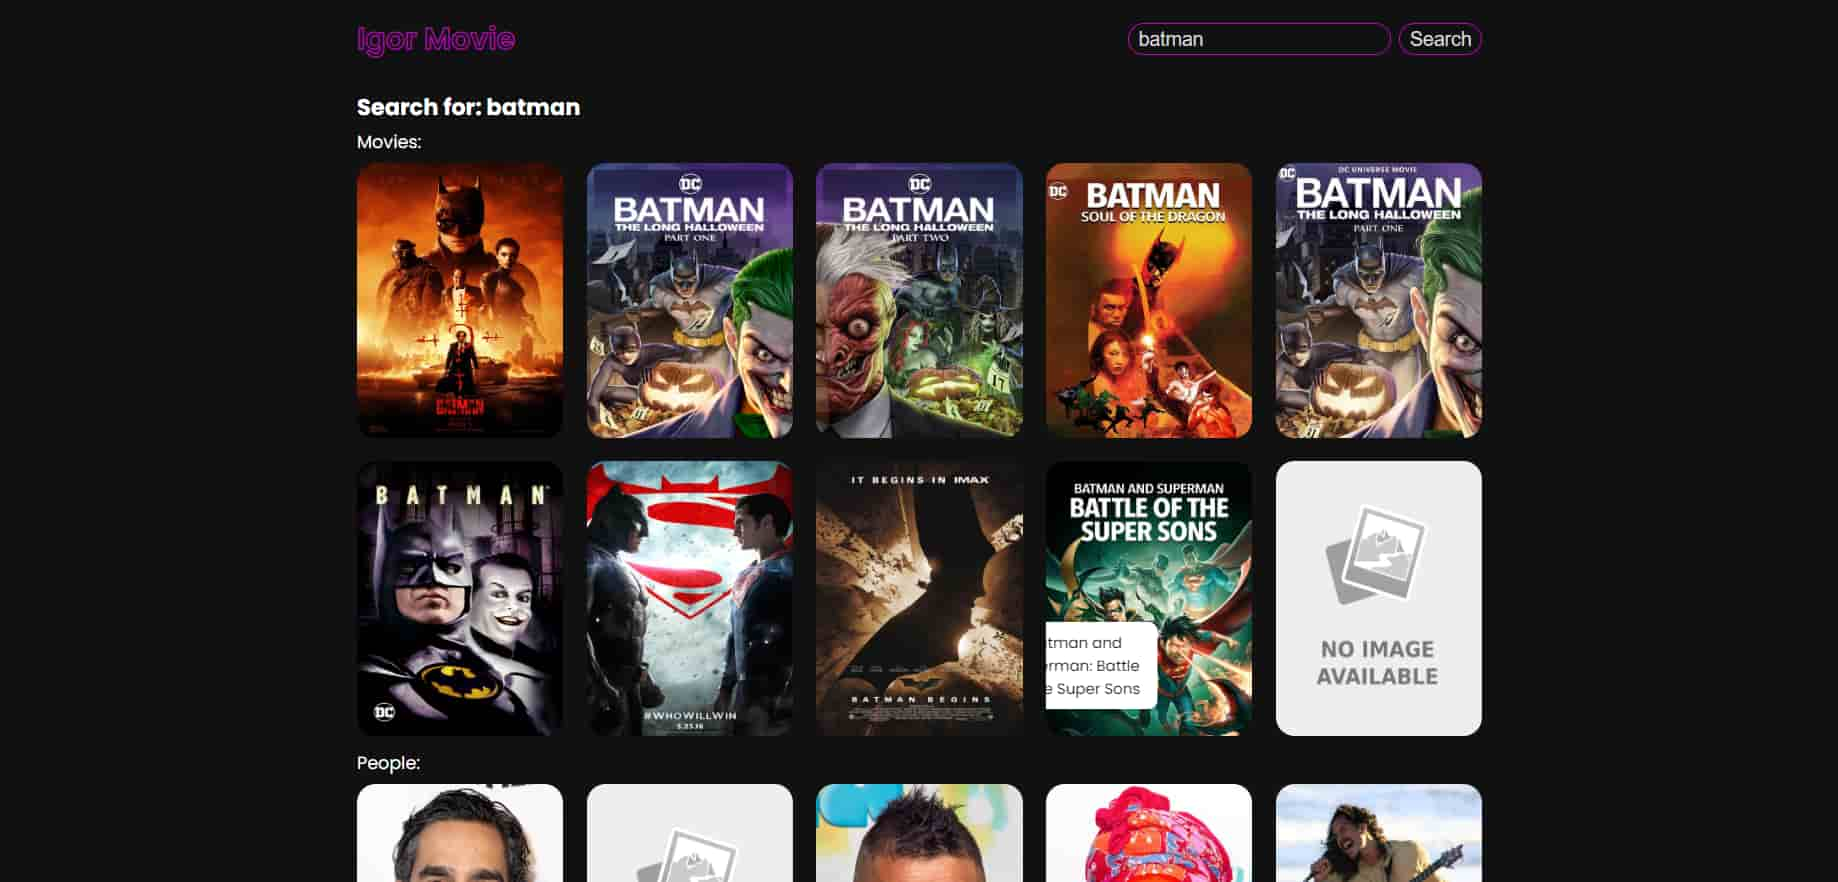 Igor Movie
batman
Search
Search for: batman
Movies:
BATMAN
DC
BATMAN
THE LONG HALLOWEEN
PART ONE
DC
BATMAN
THE LONG HALLOWEEN
PART TWO
17
DC
BATMAN
SOUL OF THE DRAGON
DC
DC UNIVERSE MOVIE
BATMAN
THE LONG HALLOWEEN
PART ONE
BATMAN
DC
#WHOWILLWIN
3.25.16
IT BEGINS IN IMAX
BATMAN BEGINS
BATMAN AND SUPERMAN
BATTLE OF THE
SUPER SONS
tman and
erman: Battle
e Super Sons
NO IMAGE
AVAILABLE
People: